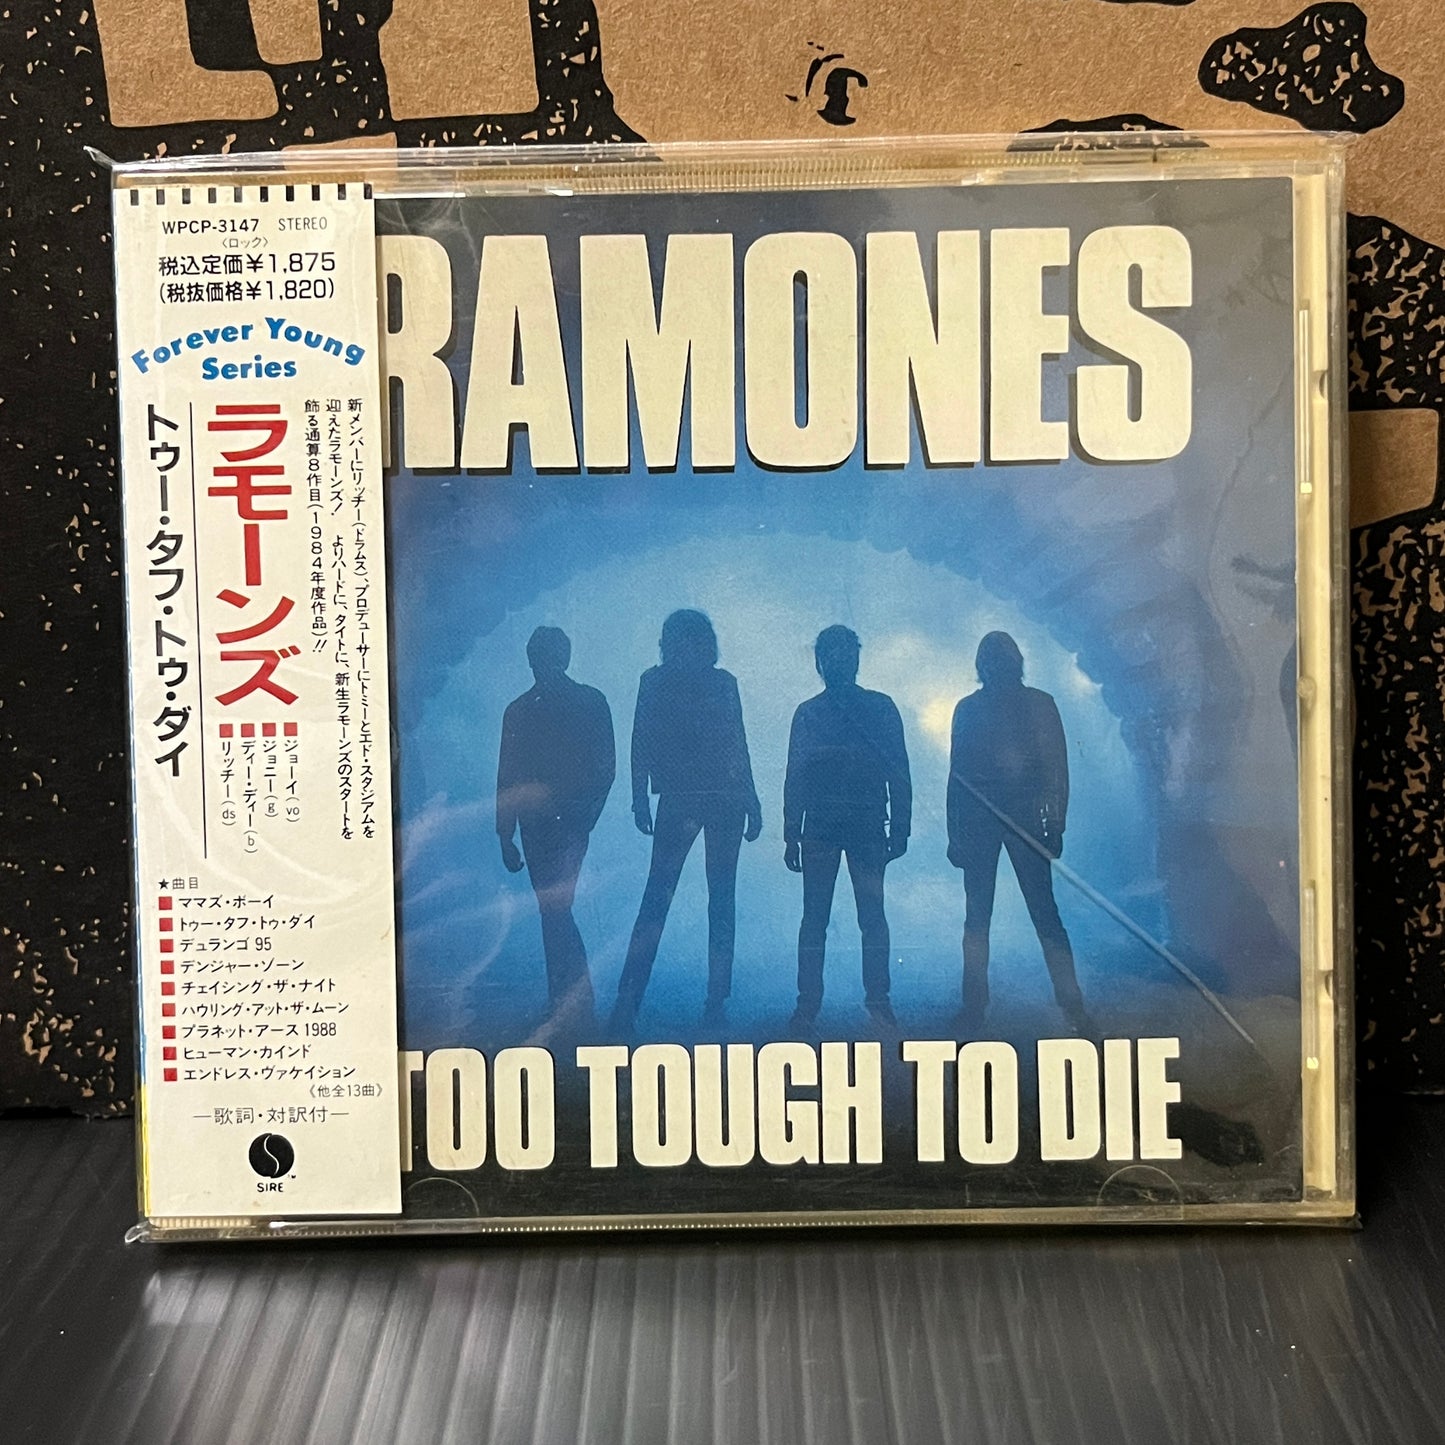 WPCP-3147 STEREO
〈ロック〉
税込定価¥1,875
(税抜価格¥1,820)
Forever Young
Series
新メンバーにリッチー(ドラムス)、プロデューサーにトミーとエド・スタジアムを
迎えたラモーンズ! よりハードに、タイトに、新生ラモーンズのスタートを
飾る通算8作目(1984年度作品)!!
ラモーンズ
■ジョーイ(vo)
■ジョニー(g)
■ディー・ディー(b)
■リッチー(ds)
トゥー・タフ・トゥ・ダイ
★曲目
■ママズ・ボーイ
■トゥー・タフ・トゥ・ダイ
■デュランゴ 95
■デンジャー・ゾーン
■チェイシング・ザ・ナイト
■ハウリング・アット・ザ・ムーン
■プラネット・アース 1988
■ヒューマン・カインド
■エンドレス・ヴァケイション
《他全13曲》
—歌詞・対訳付—
SIRE
RAMONES
TOO TOUGH TO DIE